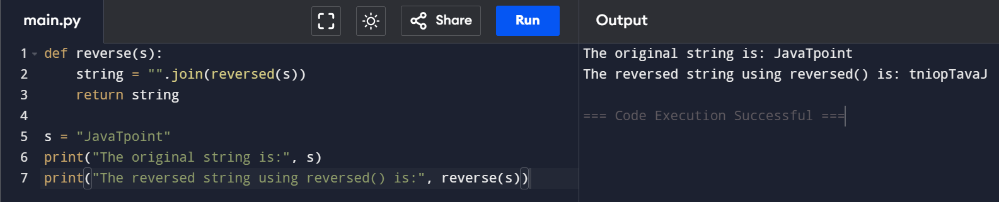 main.py Share Run Output
1 def reverse(s):
2 string = "".join(reversed(s))
3 return string
4
5 s = "JavaTpoint"
6 print("The original string is:", s)
7 print("The reversed string using reversed() is:", reverse(s))
The original string is: JavaTpoint
The reversed string using reversed() is: tniopTavaJ
=== Code Execution Successful ===